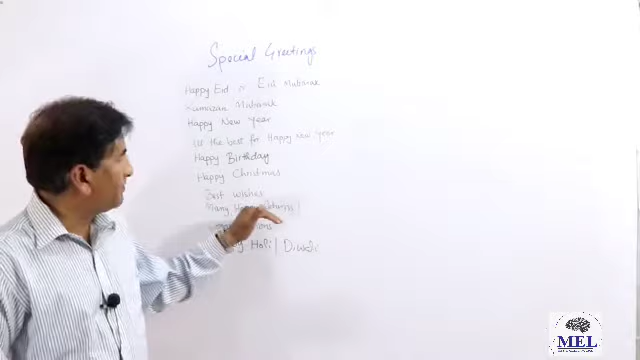 Special Greetings
Happy Eid or Eid Mubarak
Ramzan Mubarak
Happy New Year
All the best for Happy New Year
Happy Birthday
Happy Christmas
Best wishes
Many Happy Returns
Holi | Diwali
MEL